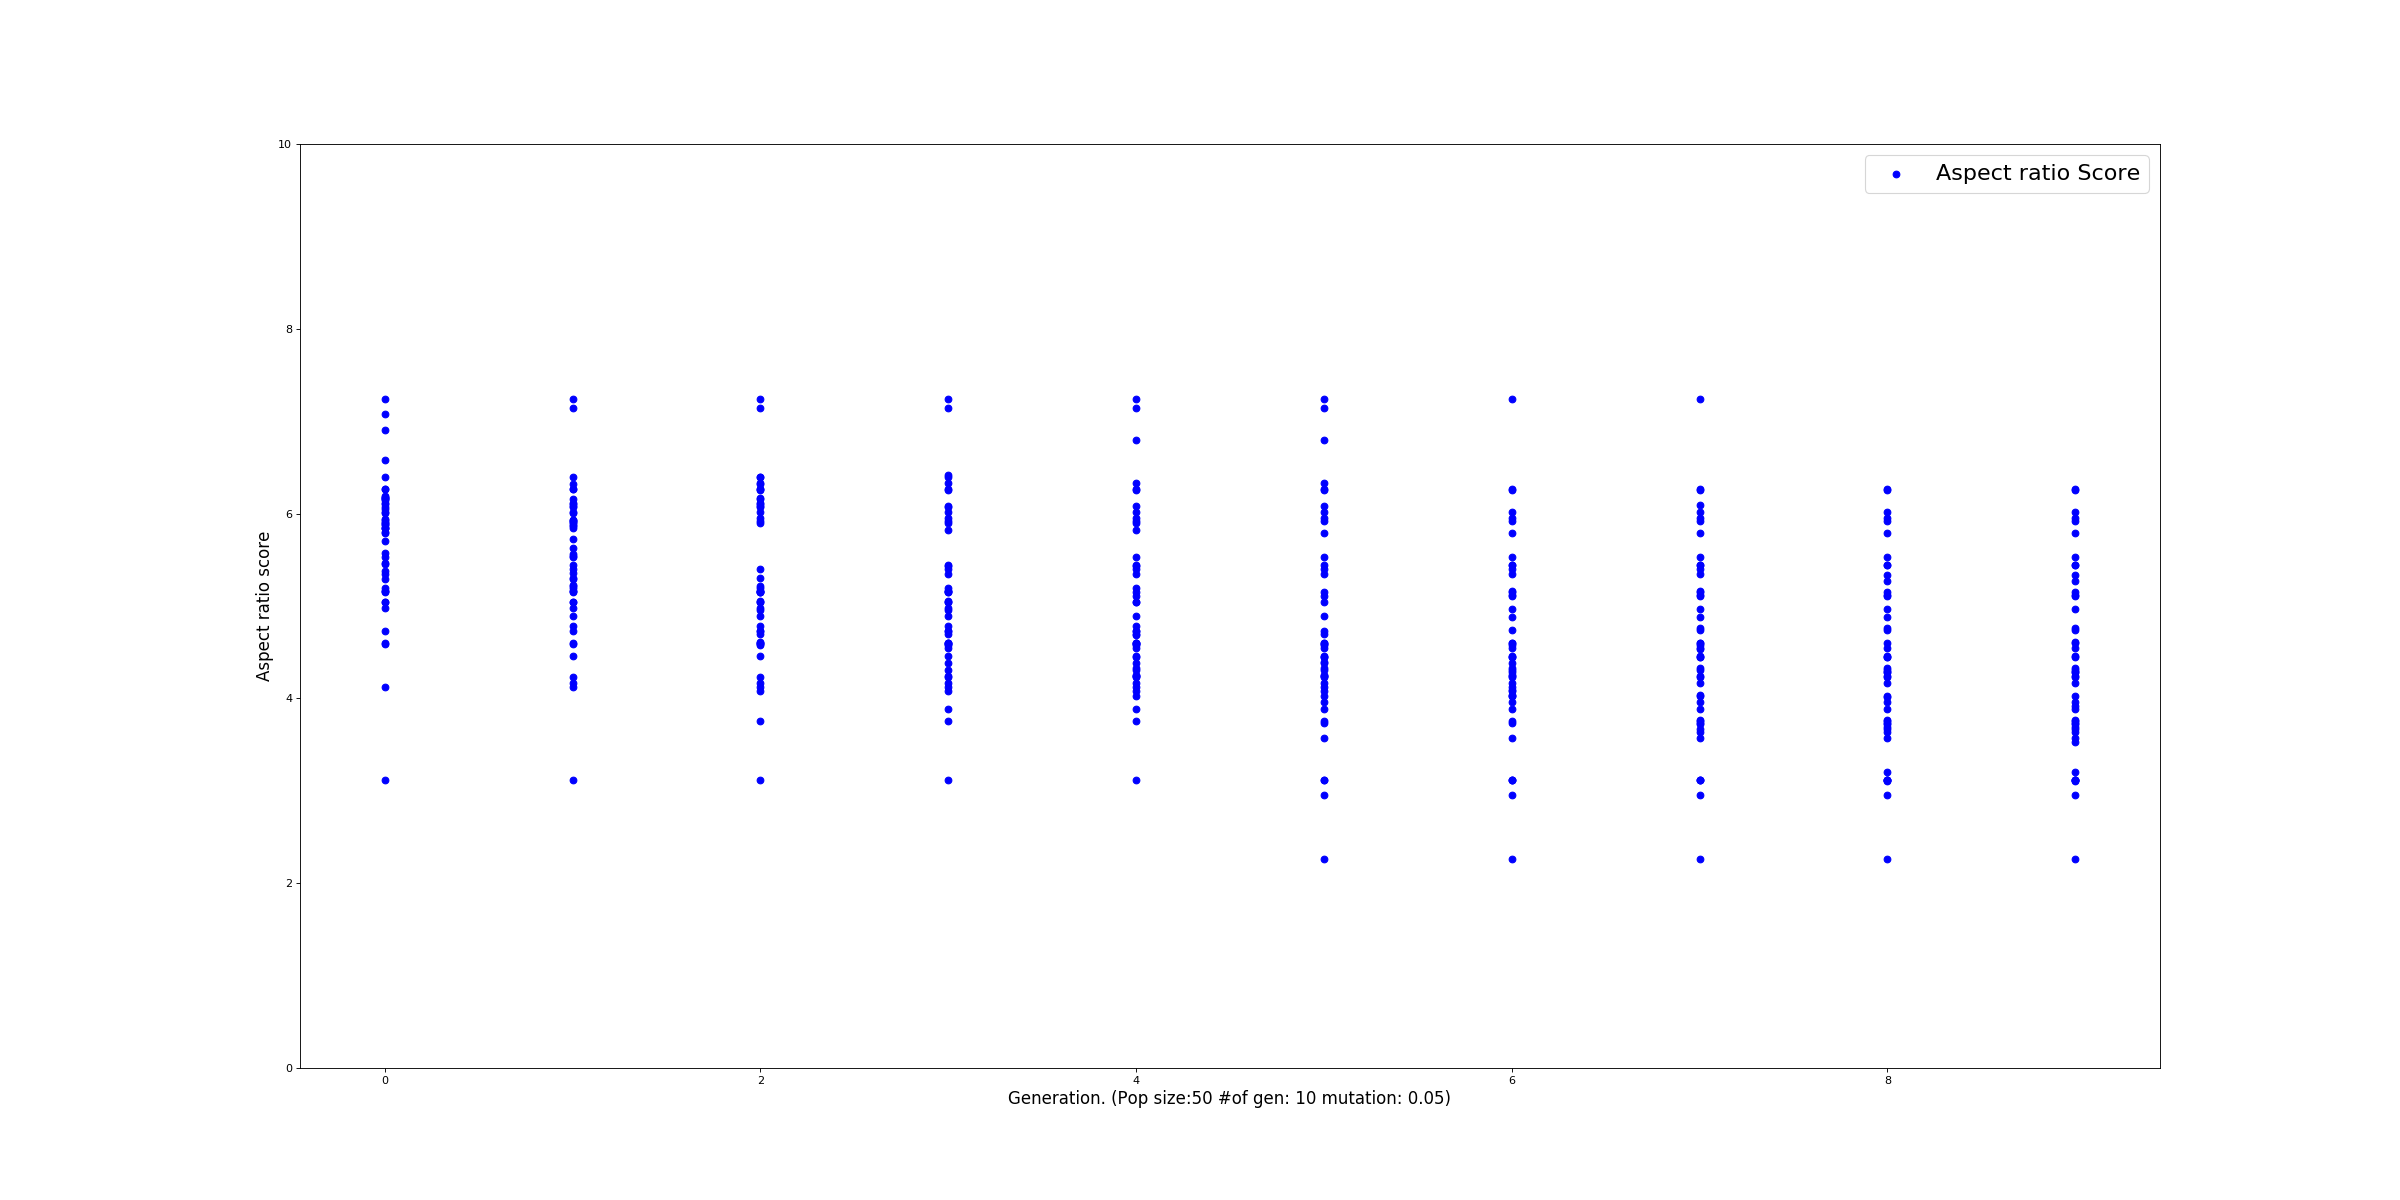 10
8
6
4
2
0
Aspect ratio score
Aspect ratio Score
0 2 4 6 8
Generation. (Pop size:50 #of gen: 10 mutation: 0.05)